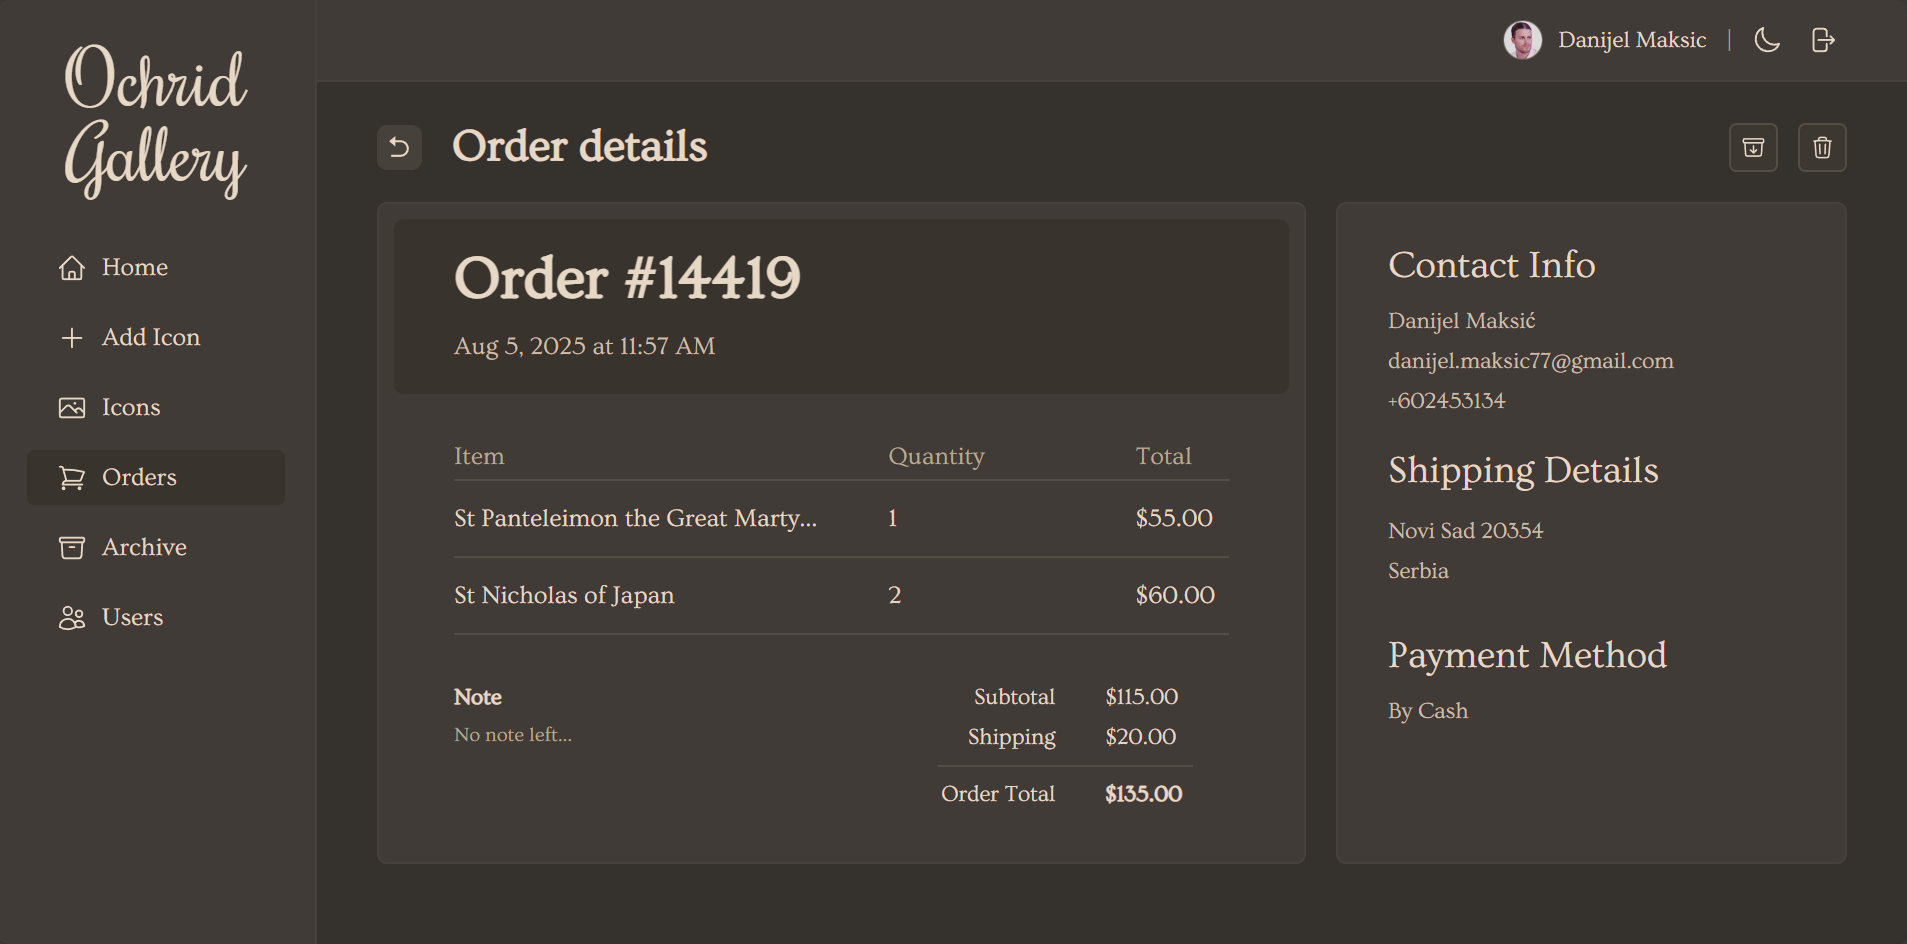 Ochrid
Gallery
Home
Add Icon
Icons
Orders
Archive
Users
Danijel Maksic |
Order details
Order #14419
Aug 5, 2025 at 11:57 AM
Item Quantity Total
St Panteleimon the Great Marty... 1 $55.00
St Nicholas of Japan 2 $60.00
Note
No note left...
Subtotal $115.00
Shipping $20.00
Order Total $135.00
Contact Info
Danijel Maksić
danijel.maksic77@gmail.com
+602453134
Shipping Details
Novi Sad 20354
Serbia
Payment Method
By Cash